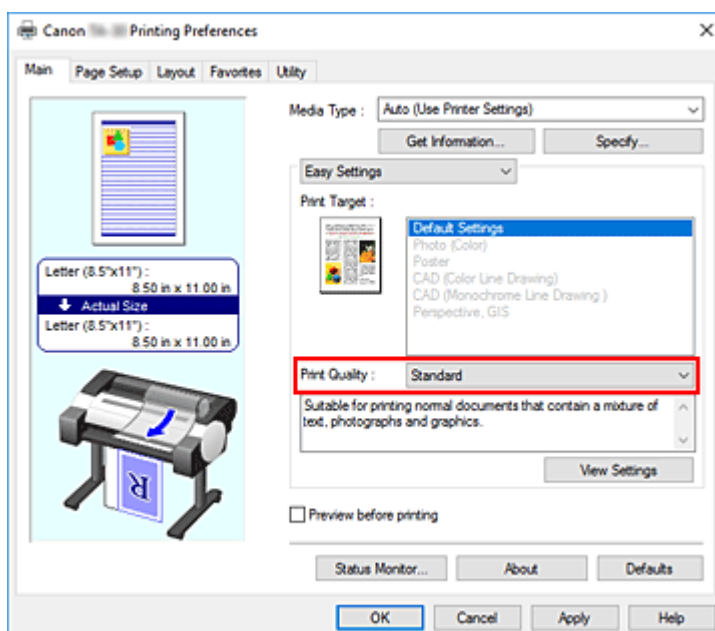 Canon Printing Preferences
Main Page Setup Layout Favorites Utility
Media Type : Auto (Use Printer Settings)
Get Information... Specify...
Easy Settings
Print Target :
Default Settings
Photo (Color)
Poster
CAD (Color Line Drawing)
CAD (Monochrome Line Drawing )
Perspective, GIS
Letter (8.5"x11") :
8.50 in x 11.00 in
Actual Size
Letter (8.5"x11") :
8.50 in x 11.00 in
R
Print Quality : Standard
Suitable for printing normal documents that contain a mixture of
text, photographs and graphics.
View Settings
Preview before printing
Status Monitor... About Defaults
OK Cancel Apply Help